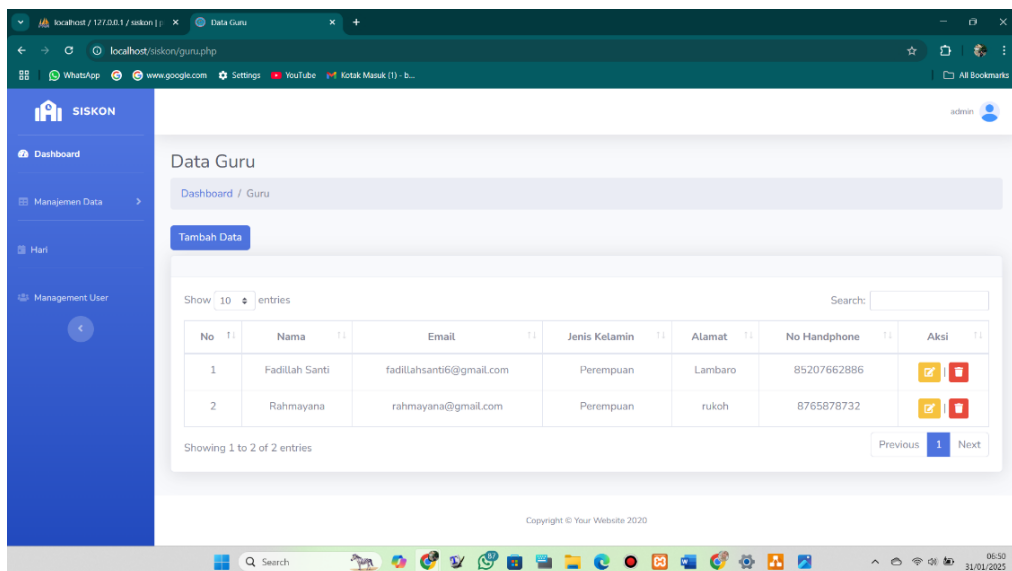 localhost / 127.0.0.1 / siskon | p
Data Guru
localhost/siskon/guru.php
WhatsApp
www.google.com
Settings
YouTube
Kotak Masuk (1) - b...
All Bookmarks
SISKON
admin
Dashboard
Manajemen Data
Hari
Management User
Data Guru
Dashboard / Guru
Tambah Data
Show 10 entries
Search:
No Nama Email Jenis Kelamin Alamat No Handphone Aksi
1 Fadillah Santi fadillahsanti6@gmail.com Perempuan Lambaro 85207662886 |
2 Rahmayana rahmayana@gmail.com Perempuan rukoh 8765878732 |
Showing 1 to 2 of 2 entries
Previous 1 Next
Copyright © Your Website 2020
Search
87
06:50
31/01/2025